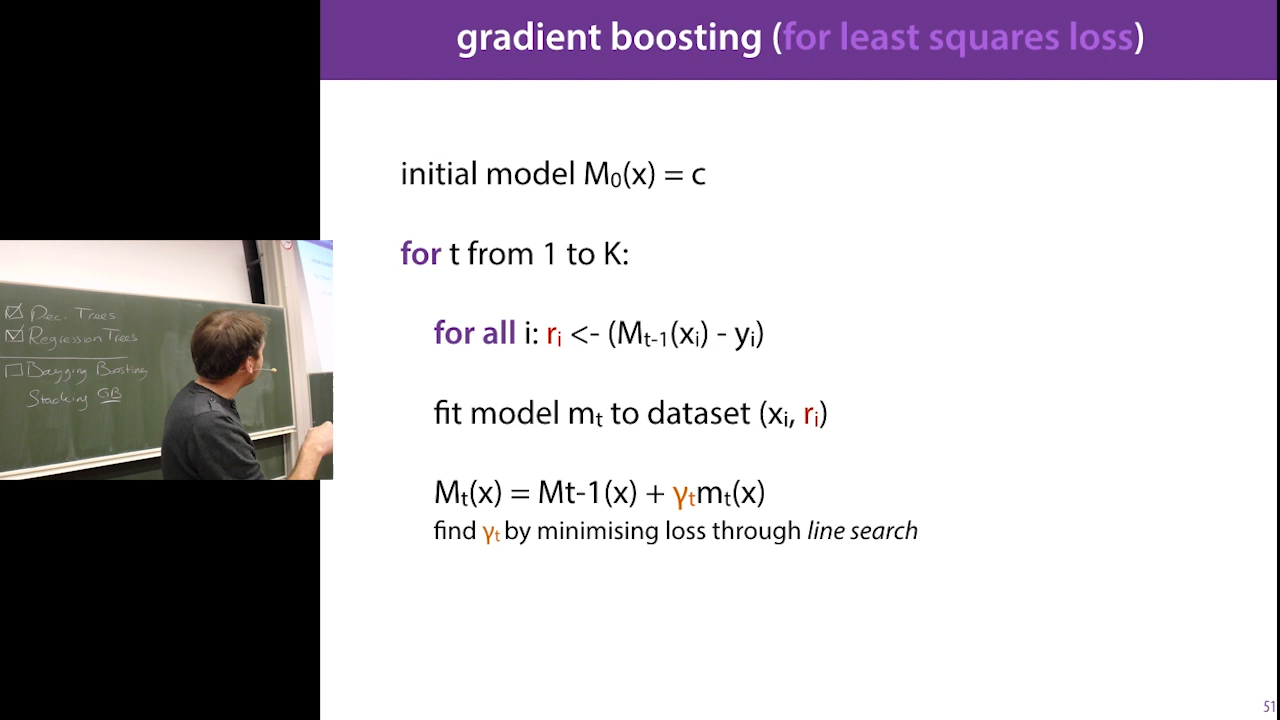 gradient boosting (for least squares loss)
initial model M₀(x) = c
for t from 1 to K:
for all i: rᵢ <- (Mₜ₋₁(xᵢ) - yᵢ)
fit model mₜ to dataset (xᵢ, rᵢ)
Mₜ(x) = Mt-1(x) + γₜmₜ(x)
find γₜ by minimising loss through line search
51
Dec. Trees
Regression Trees
Bagging Boosting
Stacking GB